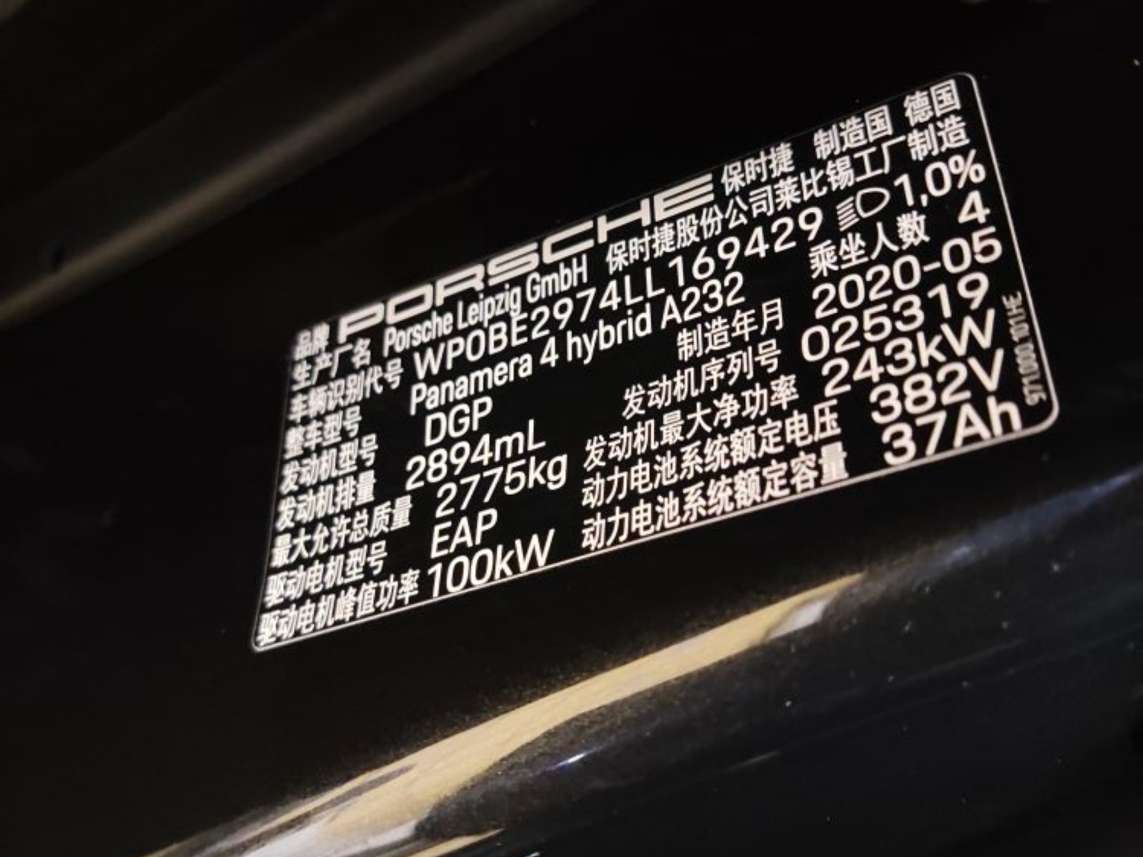 品牌 PORSCHE 保时捷 制造国 德国
生产厂名 Porsche Leipzig GmbH 保时捷股份公司莱比锡工厂制造
车辆识别代号 WP0BE2974LL169429 1,0%
整车型号 Panamera 4 hybrid A232 乘坐人数 4
发动机型号 DGP 制造年月 2020-05
发动机排量 2894mL 发动机序列号 025319
最大允许总质量 2775kg 发动机最大净功率 243kW
驱动电机型号 EAP 动力电池系统额定电压 382V
驱动电机峰值功率 100kW 动力电池系统额定容量 37Ah